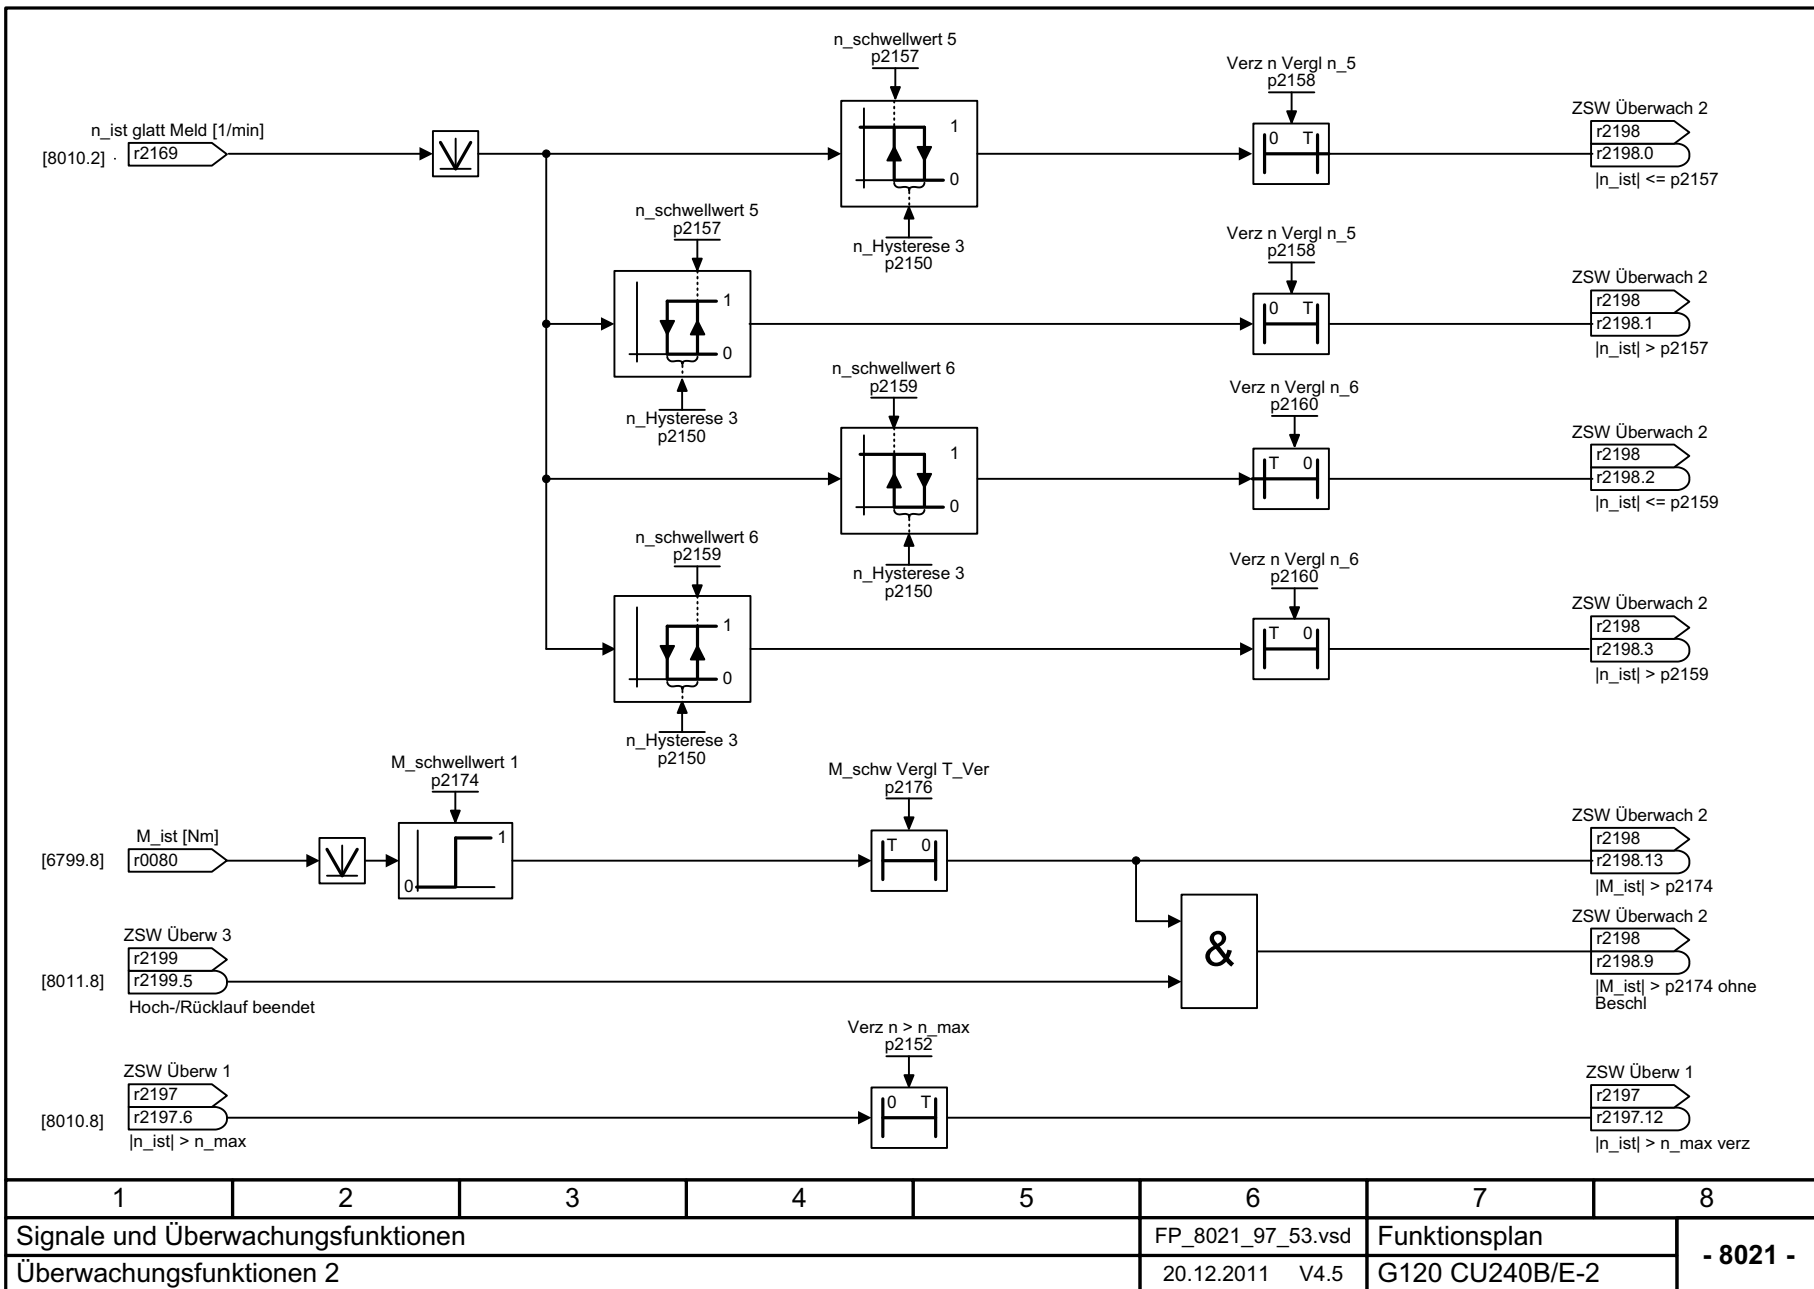 n_schwellwert 5
p2157
Verz n Vergl n_5
p2158
ZSW Überwach 2
r2198
r2198.0
|n_ist| <= p2157
n_ist glatt Meld [1/min]
[8010.2] .
r2169
1
0
0 T
n_Hysterese 3
p2150
n_schwellwert 5
p2157
Verz n Vergl n_5
p2158
ZSW Überwach 2
r2198
r2198.1
|n_ist| > p2157
1
0
0 T
n_Hysterese 3
p2150
n_schwellwert 6
p2159
Verz n Vergl n_6
p2160
ZSW Überwach 2
r2198
r2198.2
|n_ist| <= p2159
1
0
T 0
n_Hysterese 3
p2150
n_schwellwert 6
p2159
Verz n Vergl n_6
p2160
ZSW Überwach 2
r2198
r2198.3
|n_ist| > p2159
1
0
T 0
n_Hysterese 3
p2150
M_schwellwert 1
p2174
M_schw Vergl T_Ver
p2176
ZSW Überwach 2
r2198
r2198.13
|M_ist| > p2174
M_ist [Nm]
[6799.8]
r0080
1
0
T 0
ZSW Überwach 2
r2198
r2198.9
|M_ist| > p2174 ohne
Beschl
&
ZSW Überw 3
r2199
[8011.8]
r2199.5
Hoch-/Rücklauf beendet
Verz n > n_max
p2152
0 T
ZSW Überw 1
r2197
[8010.8]
r2197.6
|n_ist| > n_max
ZSW Überw 1
r2197
r2197.12
|n_ist| > n_max verz
1 2 3 4 5 6 7 8
Signale und Überwachungsfunktionen
FP_8021_97_53.vsd
Funktionsplan
- 8021 -
Überwachungsfunktionen 2
20.12.2011 V4.5
G120 CU240B/E-2